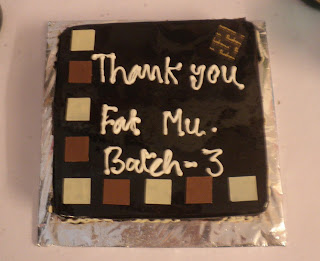 Thank you
Fat Mu.
Batch-3